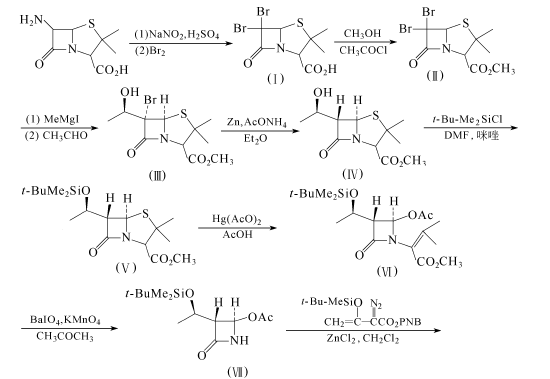 H₂N S N O CO₂H (1)NaNO₂,H₂SO₄ (2)Br₂ Br Br S N O CO₂H (Ⅰ) CH₃OH CH₃COCl Br Br S N O CO₂CH₃ (Ⅱ)
(1) MeMgI (2) CH₃CHO OH Br H S N O CO₂CH₃ (Ⅲ) Zn,AcONH₄ Et₂O OH H H S N O CO₂CH₃ (Ⅳ) t-Bu-Me₂SiCl DMF,咪唑
t-BuMe₂SiO H H S N O CO₂CH₃ (Ⅴ) Hg(AcO)₂ AcOH t-BuMe₂SiO H H OAc N O CO₂CH₃ (Ⅵ)
BaIO₄,KMnO₄ CH₃COCH₃ t-BuMe₂SiO H H OAc NH O (Ⅶ) t-Bu-MeSiO N₂ CH₂=C–C–CO₂PNB ZnCl₂,CH₂Cl₂